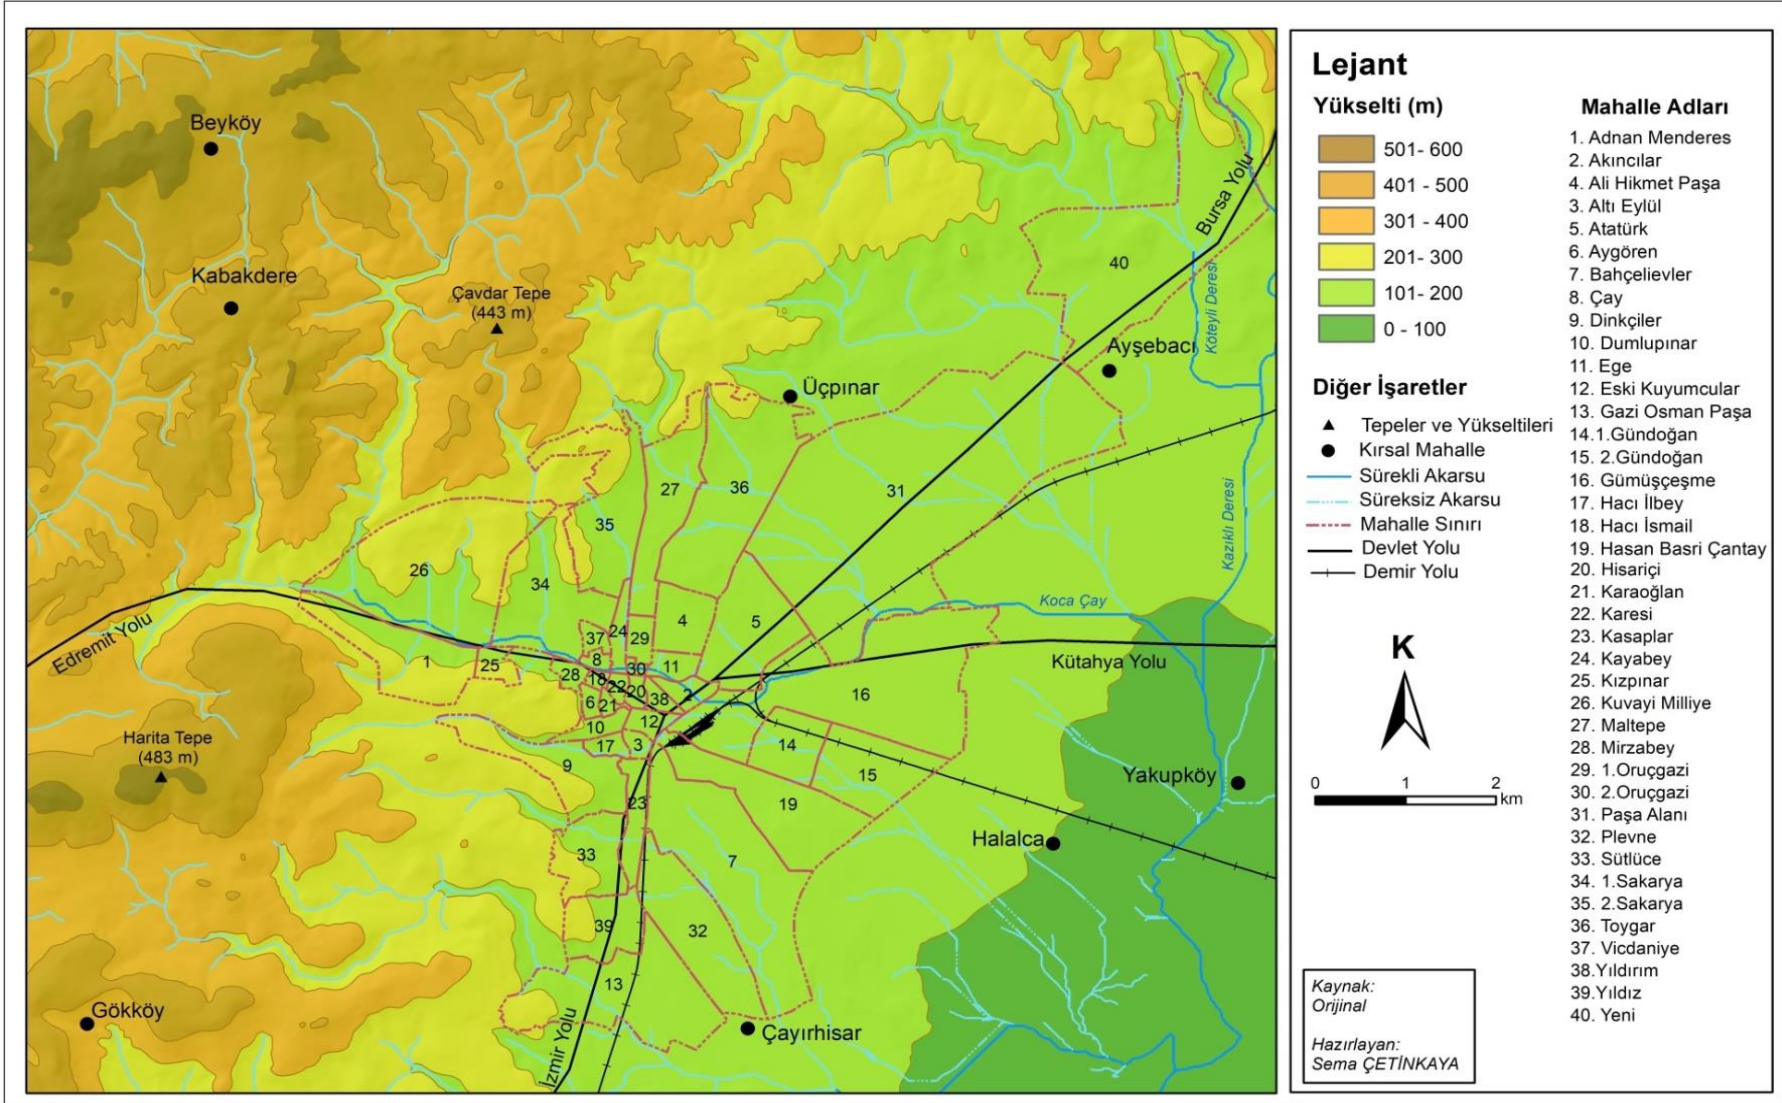 Beyköy
Kabakdere
Çavdar Tepe
(443 m)
Üçpınar
Bursa Yolu
40
Köteyli Deresi
Ayşebacı
27
36
31
35
Kazıklı Deresi
26
34
Koca Çay
Edremit Yolu
4
5
37
24
29
8
11
30
1
25
28
18
22
20
38
2
6
21
12
10
17
3
9
Kütahya Yolu
16
14
15
19
Harita Tepe
(483 m)
Yakupköy
23
Halalca
33
7
39
32
13
Gökköy
İzmir Yolu
Çayırhisar
Lejant
Yükselti (m)
501- 600
401 - 500
301 - 400
201- 300
101- 200
0 - 100
Diğer İşaretler
Tepeler ve Yükseltileri
Kırsal Mahalle
Sürekli Akarsu
Süreksiz Akarsu
Mahalle Sınırı
Devlet Yolu
Demir Yolu
K
0 1 2
km
Kaynak:
Orijinal
Hazırlayan:
Sema ÇETİNKAYA
Mahalle Adları
1. Adnan Menderes
2. Akıncılar
4. Ali Hikmet Paşa
3. Altı Eylül
5. Atatürk
6. Aygören
7. Bahçelievler
8. Çay
9. Dinkçiler
10. Dumlupınar
11. Ege
12. Eski Kuyumcular
13. Gazi Osman Paşa
14.1.Gündoğan
15. 2.Gündoğan
16. Gümüşçeşme
17. Hacı İlbey
18. Hacı İsmail
19. Hasan Basri Çantay
20. Hisariçi
21. Karaoğlan
22. Karesi
23. Kasaplar
24. Kayabey
25. Kızpınar
26. Kuvayi Milliye
27. Maltepe
28. Mirzabey
29. 1.Oruçgazi
30. 2.Oruçgazi
31. Paşa Alanı
32. Plevne
33. Sütlüce
34. 1.Sakarya
35. 2.Sakarya
36. Toygar
37. Vicdaniye
38.Yıldırım
39.Yıldız
40. Yeni